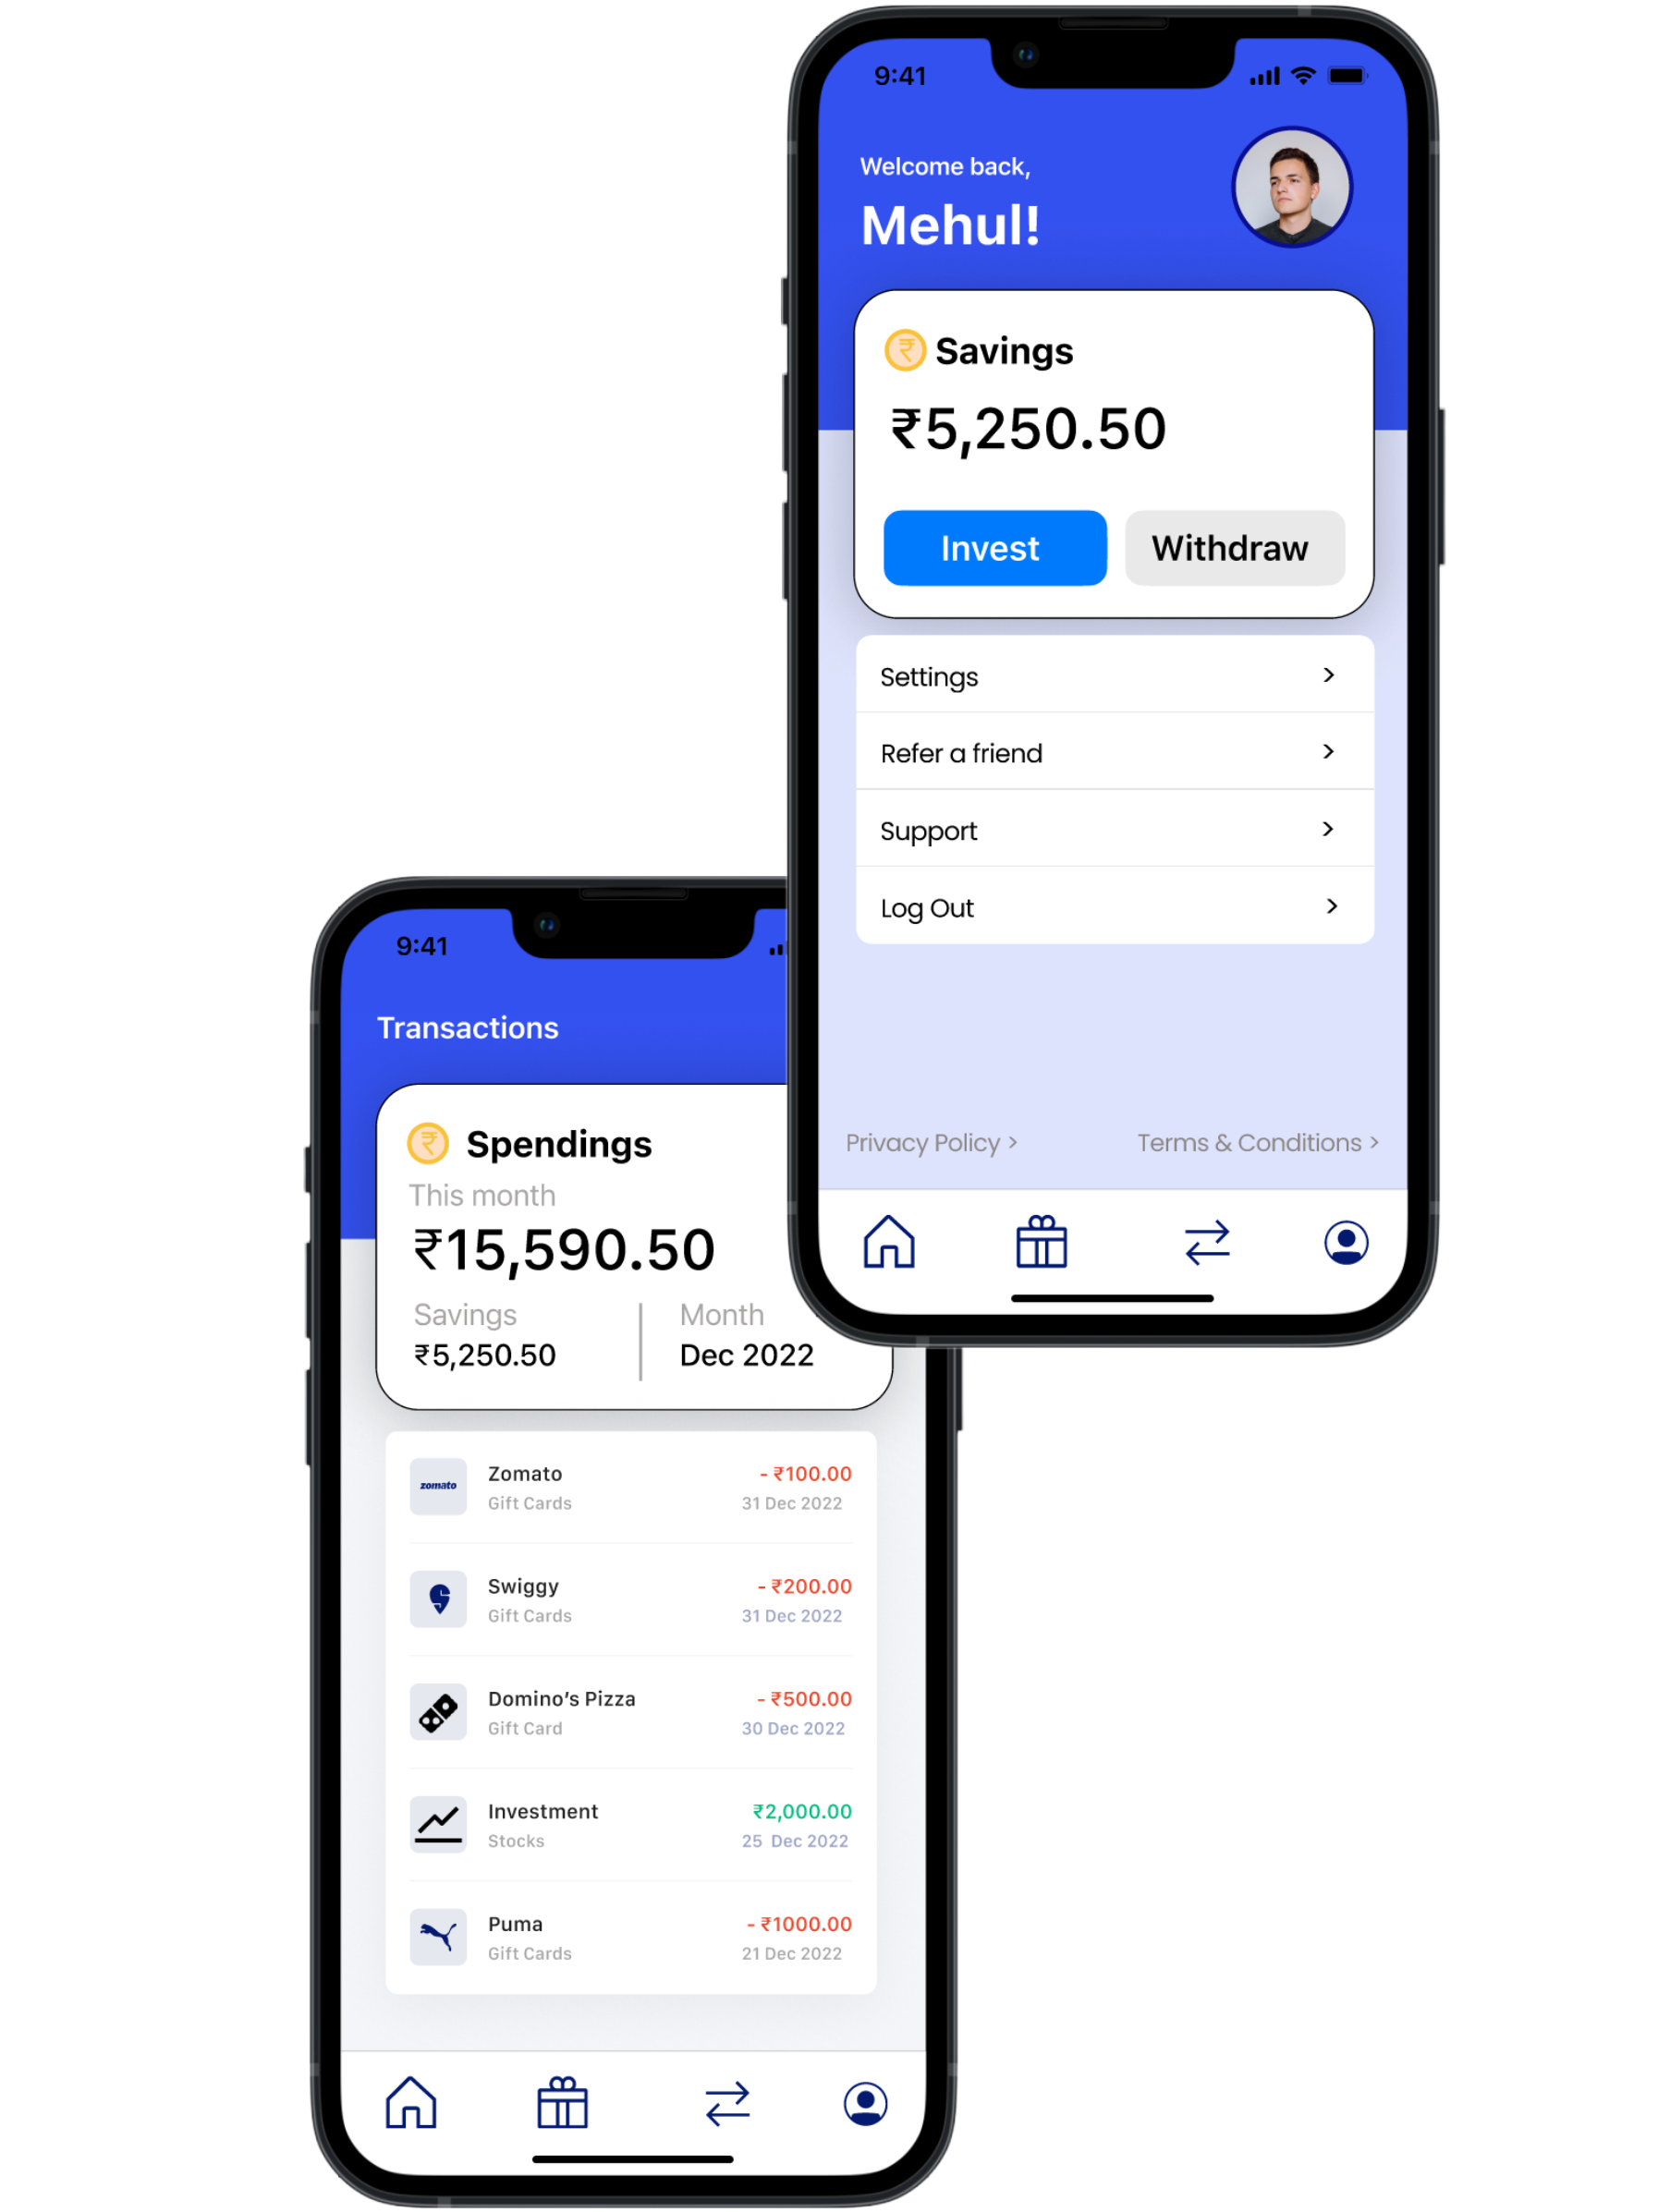 9:41
Welcome back,
Mehul!
₹ Savings
₹5,250.50
Invest Withdraw
Settings >
Refer a friend >
Support >
Log Out >
Privacy Policy > Terms & Conditions >
9:41
Transactions
₹ Spendings
This month
₹15,590.50
Savings Month
₹5,250.50 Dec 2022
zomato Zomato - ₹100.00
Gift Cards 31 Dec 2022
Swiggy - ₹200.00
Gift Cards 31 Dec 2022
Domino’s Pizza - ₹500.00
Gift Card 30 Dec 2022
Investment ₹2,000.00
Stocks 25 Dec 2022
Puma - ₹1000.00
Gift Cards 21 Dec 2022